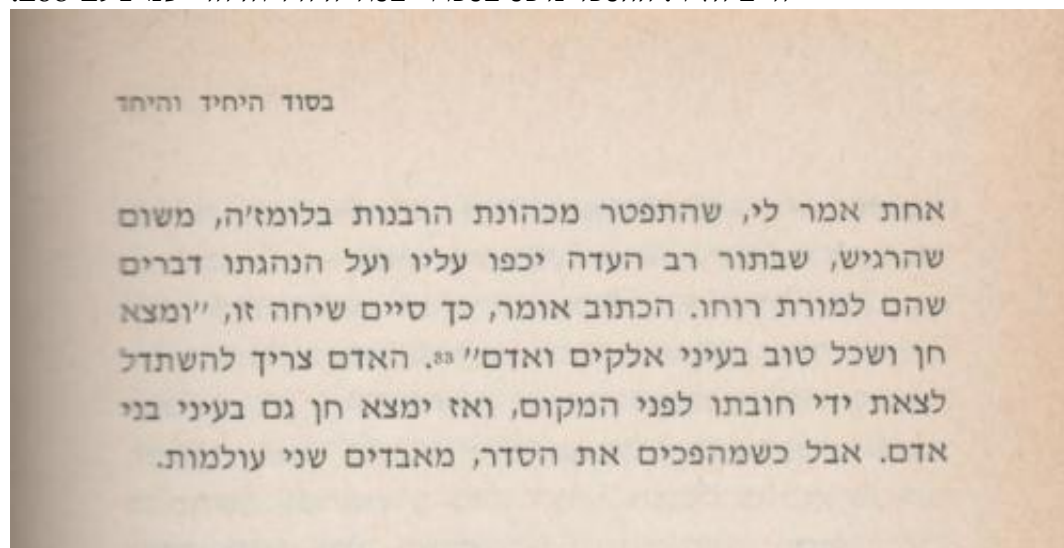 בסוד היחיד והיחד
אחת אמר לי, שהתפטר מכהונת הרבנות בלומז'ה, משום
שהרגיש, שבתור רב העדה יכפו עליו ועל הנהגתו דברים
שהם למורת רוחו. הכתוב אומר, כך סיים שיחה זו, "ומצא
חן ושכל טוב בעיני אלקים ואדם"33. האדם צריך להשתדל
לצאת ידי חובתו לפני המקום, ואז ימצא חן גם בעיני בני
אדם. אבל כשמהפכים את הסדר, מאבדים שני עולמות.